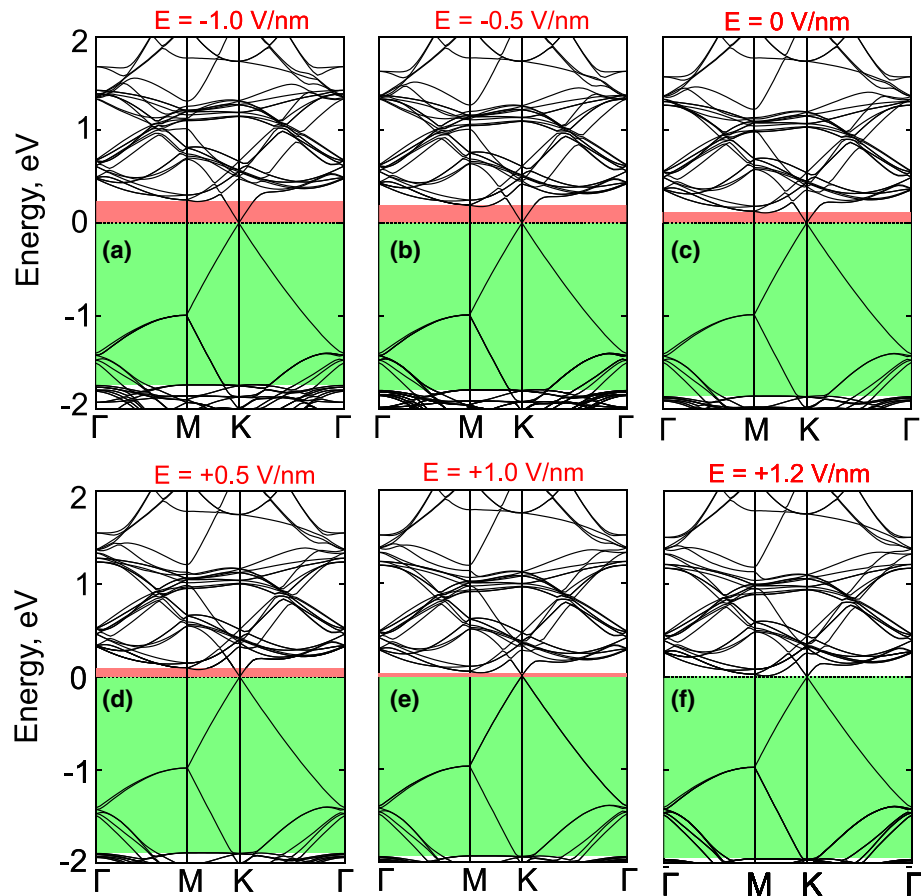 E = -1.0 V/nm
E = -0.5 V/nm
E = 0 V/nm
Energy, eV
2
1
0
-1
-2
(a)
(b)
(c)
Γ M K Γ
Γ M K Γ
Γ M K Γ
E = +0.5 V/nm
E = +1.0 V/nm
E = +1.2 V/nm
Energy, eV
2
1
0
-1
-2
(d)
(e)
(f)
Γ M K Γ
Γ M K Γ
Γ̄ M K Γ̄